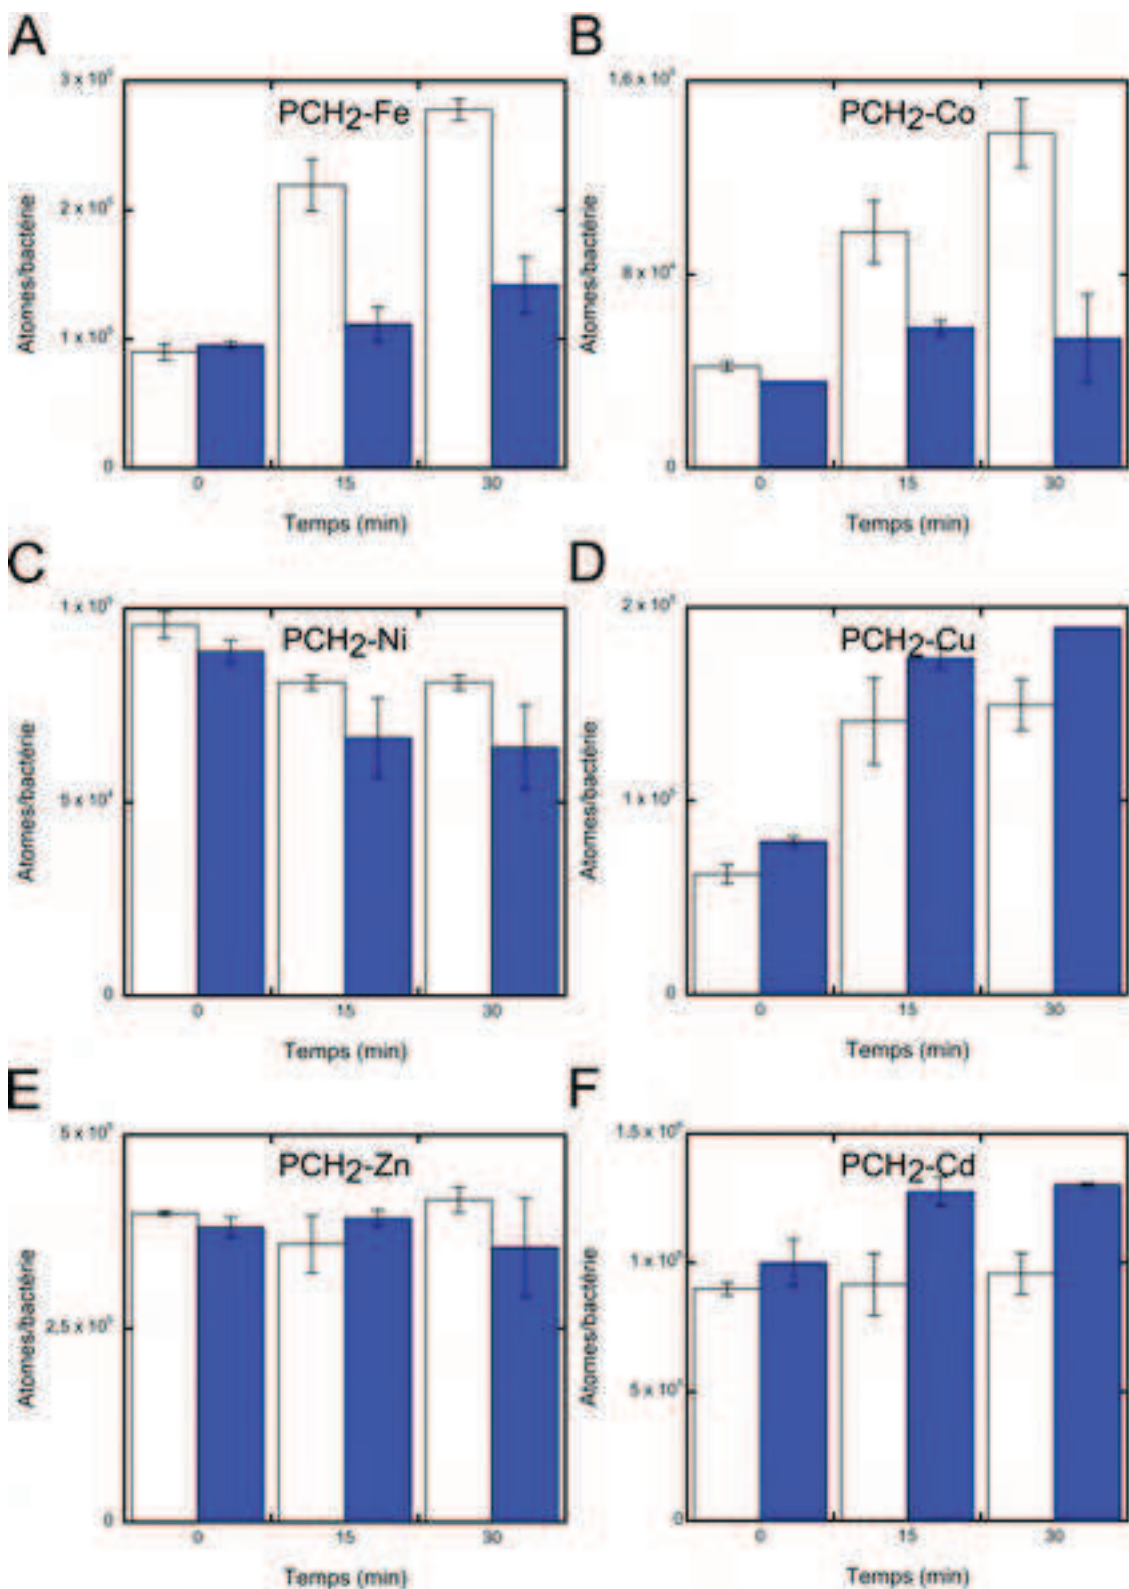 A
3 x 10⁵
2 x 10⁵
1 x 10⁵
0
PCH₂-Fe
Atomes/bactérie
0 15 30
Temps (min)
B
1,6 x 10⁵
8 x 10⁴
0
PCH₂-Co
Atomes/bactérie
0 15 30
Temps (min)
C
1 x 10⁵
5 x 10⁴
0
PCH₂-Ni
Atomes/bactérie
0 15 30
Temps (min)
D
2 x 10⁵
1 x 10⁵
0
PCH₂-Cu
Atomes/bactérie
0 15 30
Temps (min)
E
5 x 10⁵
2,5 x 10⁵
0
PCH₂-Zn
Atomes/bactérie
0 15 30
Temps (min)
F
1,5 x 10⁶
1 x 10⁶
5 x 10⁵
0
PCH₂-Cd
Atomes/bactérie
0 15 30
Temps (min)